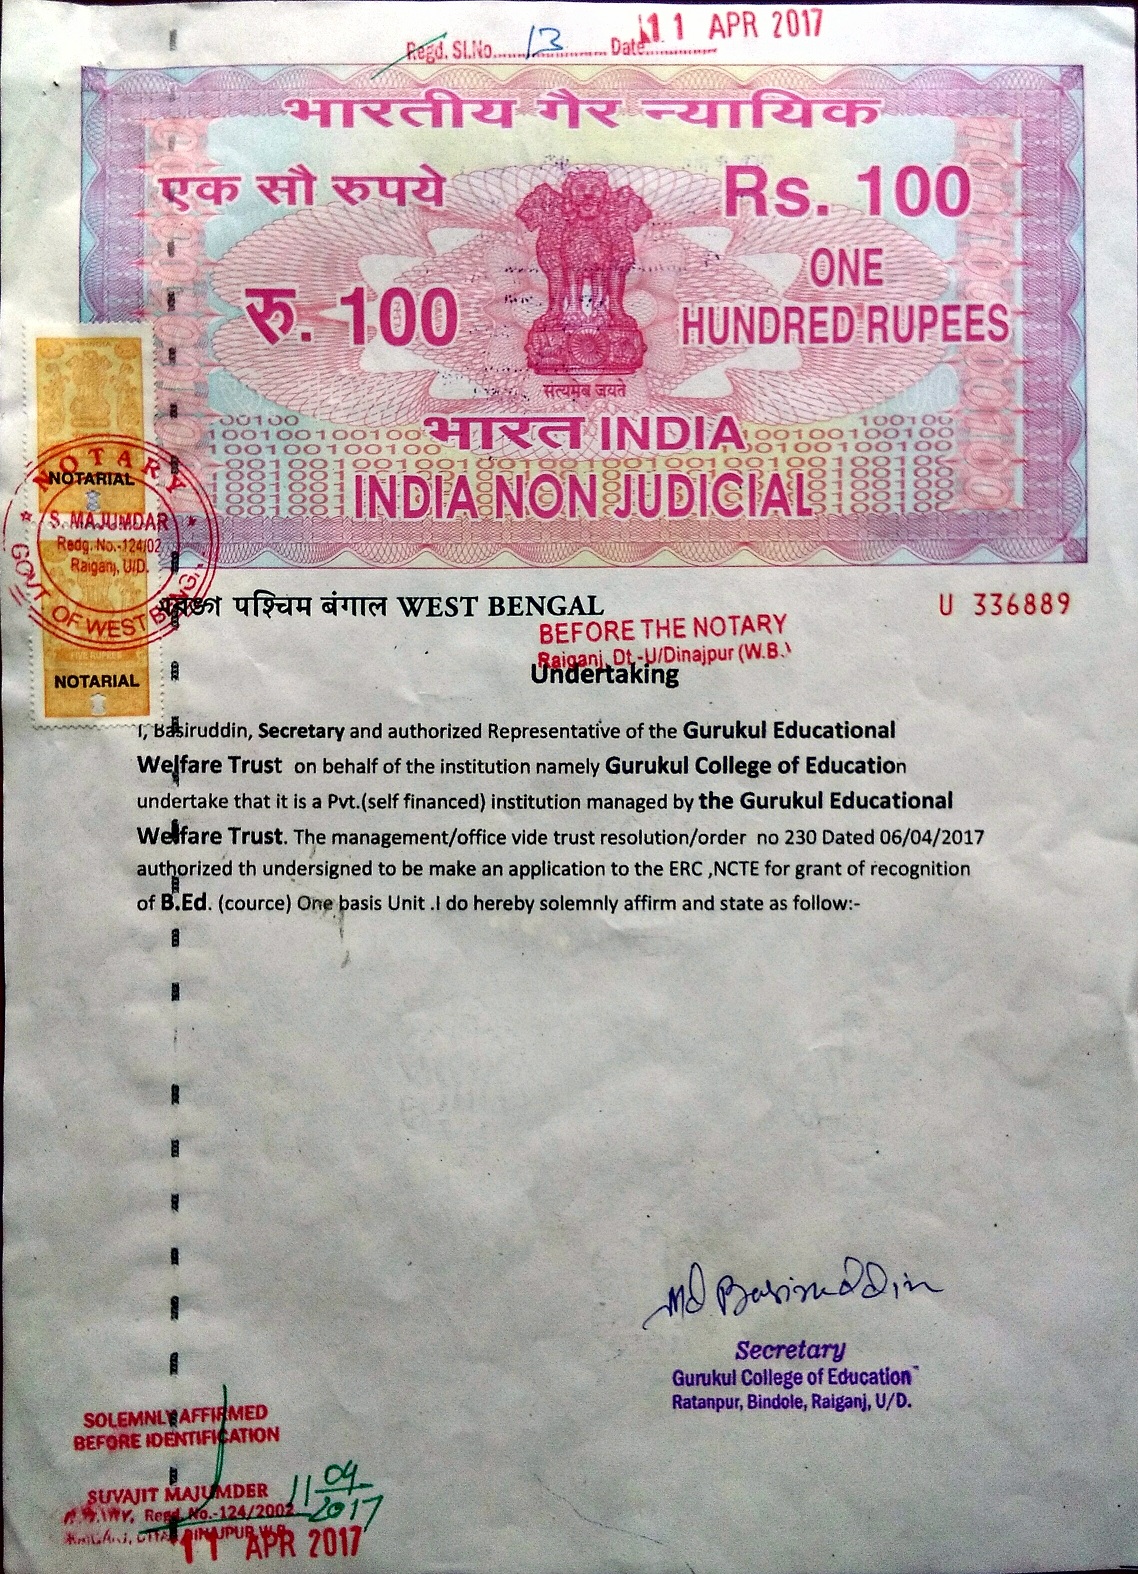 Regd. Sl.No. 13 Date 11 APR 2017
भारतीय गैर न्यायिक
एक सौ रुपये
Rs. 100
रु. 100
ONE
HUNDRED RUPEES
सत्यमेव जयते
भारत INDIA
INDIA NON JUDICIAL
NOTARY
NOTARIAL
S. MAJUMDAR
Redg. No.-124/02
Raiganj, U/D.
GOVT. OF WEST BENGAL
NOTARIAL
पश्चिम बंगाल WEST BENGAL
U 336889
BEFORE THE NOTARY
Raiganj, Dt.-U/Dinajpur (W.B.)
Undertaking
I, Basiruddin, Secretary and authorized Representative of the Gurukul Educational
Welfare Trust on behalf of the institution namely Gurukul College of Education
undertake that it is a Pvt.(self financed) institution managed by the Gurukul Educational
Welfare Trust. The management/office vide trust resolution/order no 230 Dated 06/04/2017
authorized th undersigned to be make an application to the ERC ,NCTE for grant of recognition
of B.Ed. (cource) One basis Unit .I do hereby solemnly affirm and state as follow:-
Md Basiruddin
Secretary
Gurukul College of Education
Ratanpur, Bindole, Raiganj, U/D.
SOLEMNLY AFFIRMED
BEFORE IDENTIFICATION
SUVAJIT MAJUMDER
Regd. No.-124/2002
11/04/2017
11 APR 2017